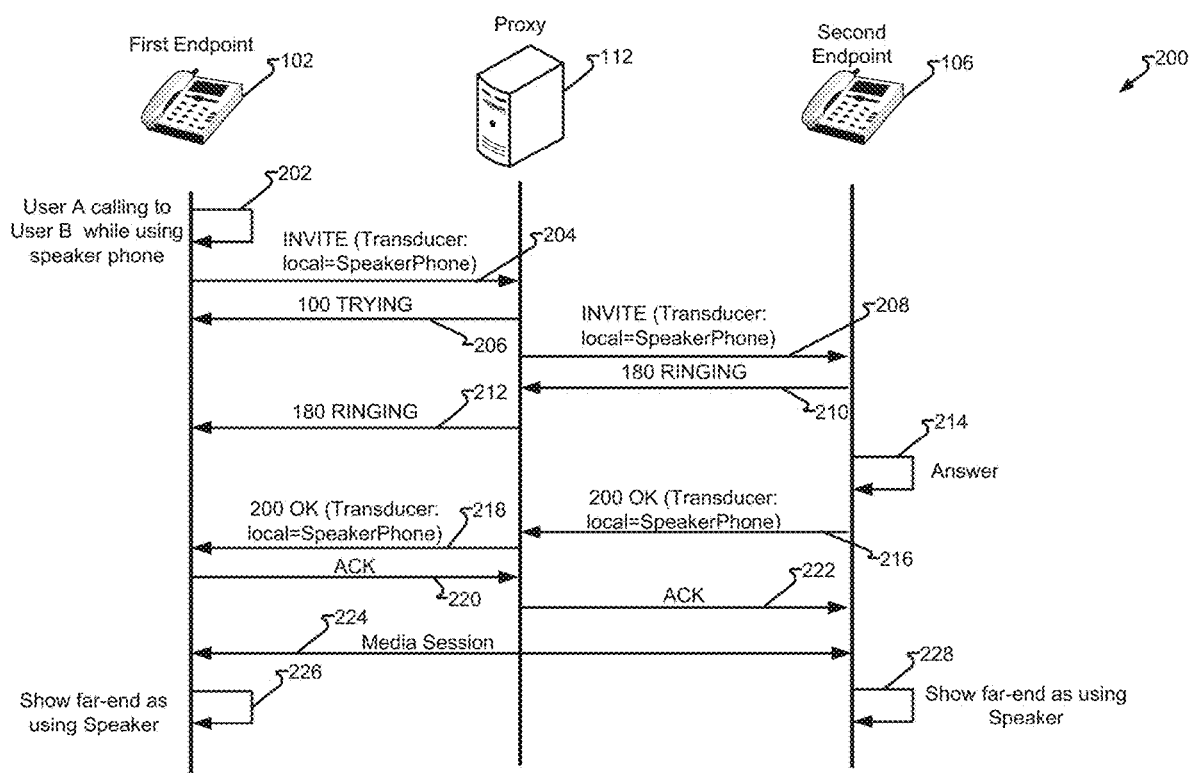 Proxy
First Endpoint
Second
Endpoint
102
112
106
200
202
User A calling to
User B while using
speaker phone
INVITE (Transducer:
local=SpeakerPhone)
204
100 TRYING
206
INVITE (Transducer:
local=SpeakerPhone)
208
180 RINGING
210
212
180 RINGING
214
Answer
200 OK (Transducer:
local=SpeakerPhone)
216
200 OK (Transducer:
local=SpeakerPhone)
218
ACK
220
222
ACK
224
Media Session
226
Show far-end as
using Speaker
228
Show far-end as using
Speaker